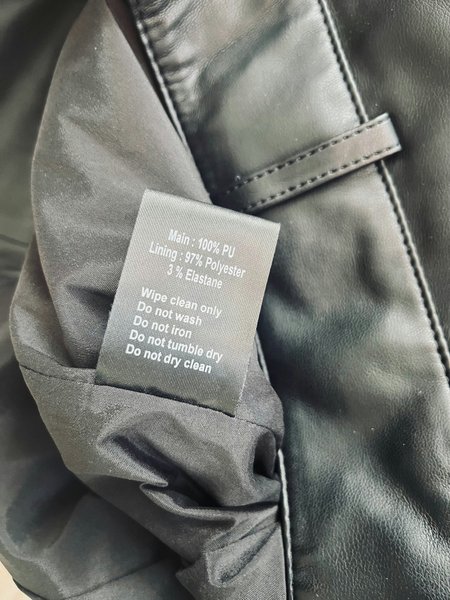 Main : 100% PU
Lining : 97% Polyester
3 % Elastane
Wipe clean only
Do not wash
Do not iron
Do not tumble dry
Do not dry clean